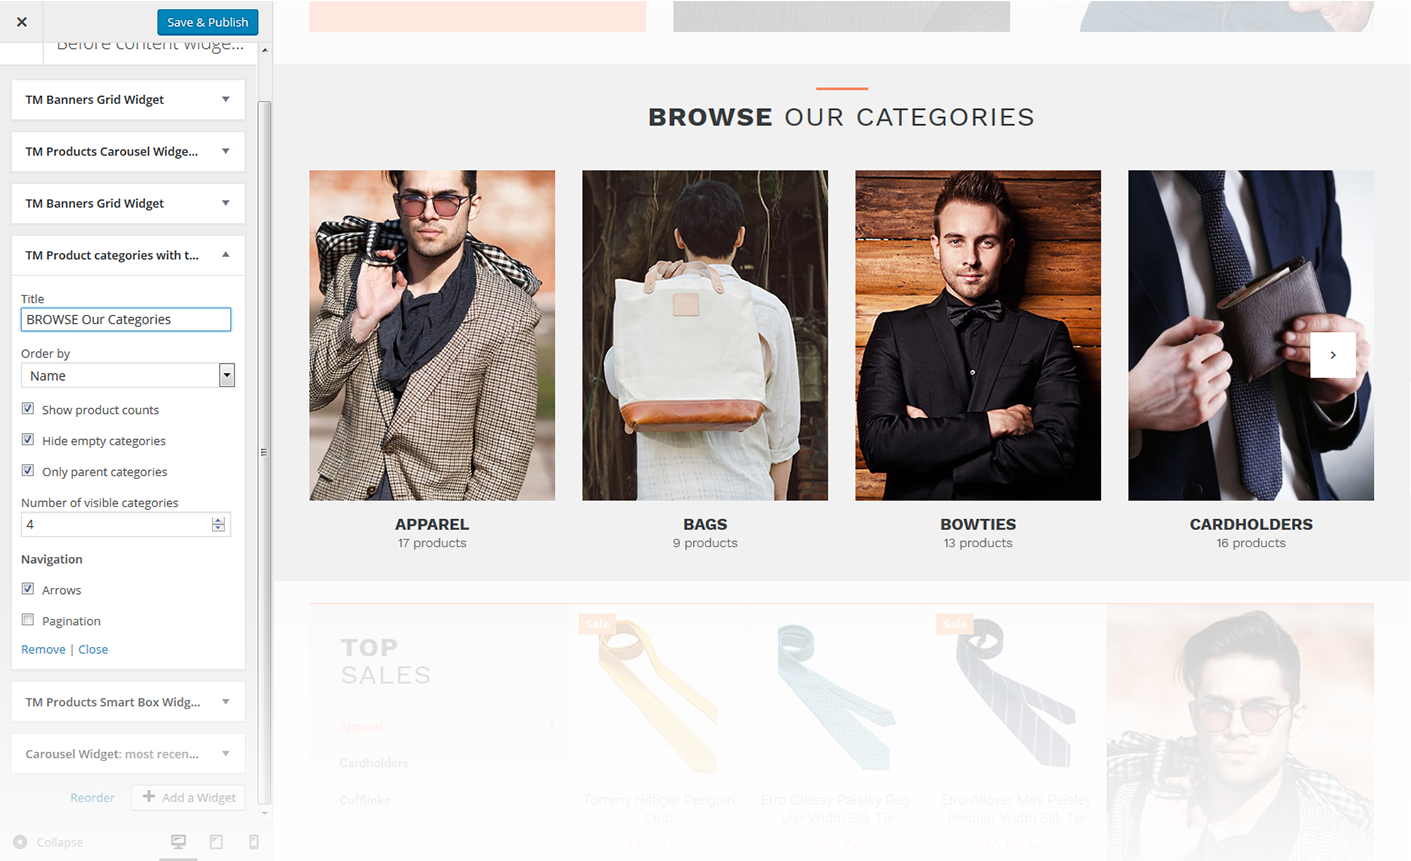 Save & Publish
Before content widge...
TM Banners Grid Widget
TM Products Carousel Widge...
TM Banners Grid Widget
TM Product categories with t...
Title
BROWSE Our Categories
Order by
Name
Show product counts
Hide empty categories
Only parent categories
Number of visible categories
4
Navigation
Arrows
Pagination
Remove | Close
TM Products Smart Box Widg...
Carousel Widget: most recen...
Reorder
Add a Widget
Collapse
BROWSE OUR CATEGORIES
APPAREL
17 products
BAGS
9 products
BOWTIES
13 products
CARDHOLDERS
16 products
TOP
SALES
Apparel
Cardholders
Cufflinks
Sale
Tommy Hilfiger Penguin
Club
Etro Glossy Paisley Reg-
ular Width Silk Tie
Sale
Etro Allover Mini Paisley
Regular Width Silk Tie